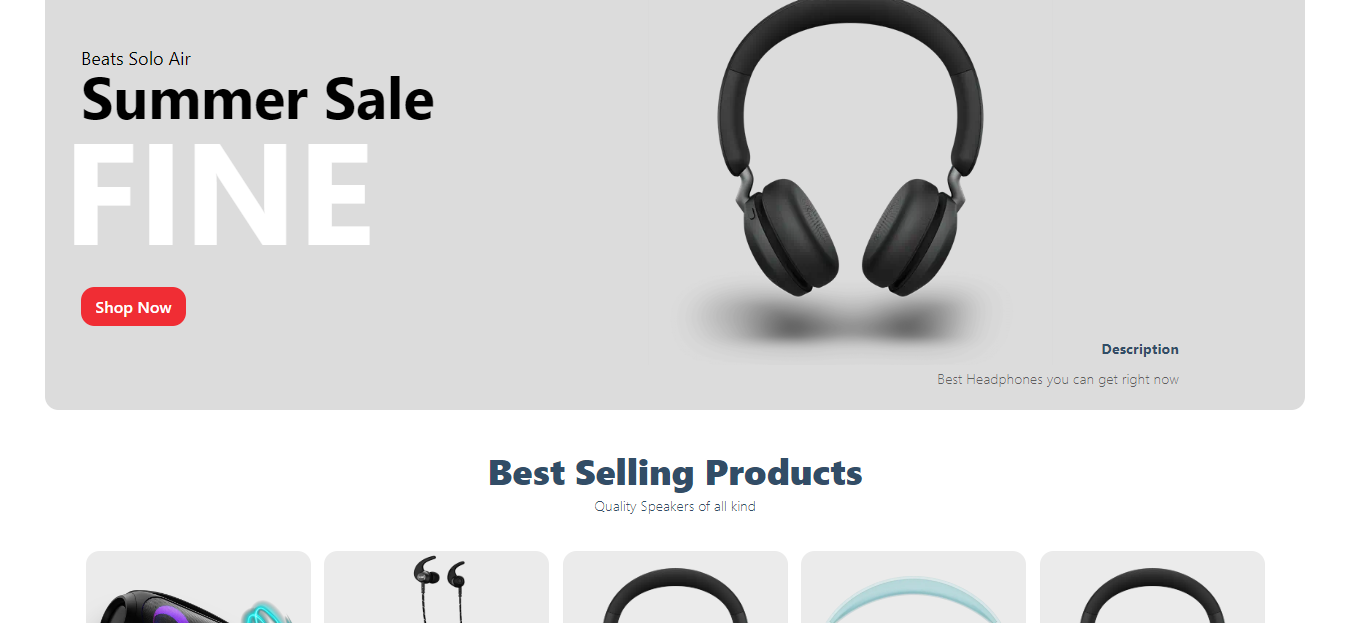 Beats Solo Air
Summer Sale
FINE
Shop Now
Description
Best Headphones you can get right now
Best Selling Products
Quality Speakers of all kind